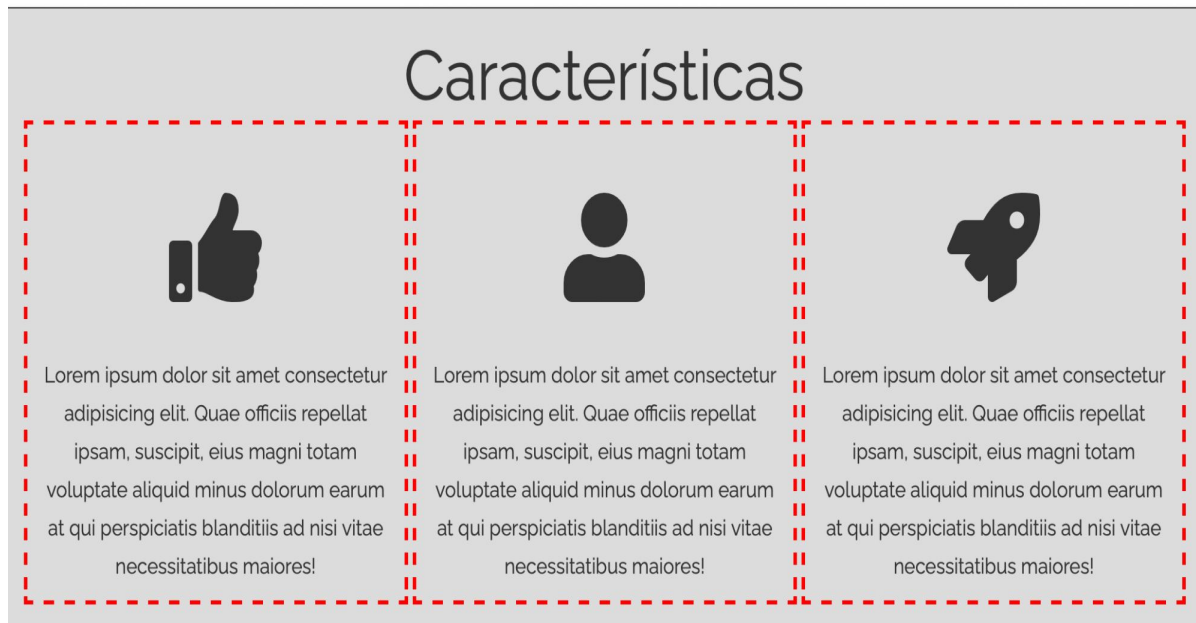 Características
Lorem ipsum dolor sit amet consectetur
adipisicing elit. Quae officiis repellat
ipsam, suscipit, eius magni totam
voluptate aliquid minus dolorum earum
at qui perspiciatis blanditiis ad nisi vitae
necessitatibus maiores!
Lorem ipsum dolor sit amet consectetur
adipisicing elit. Quae officiis repellat
ipsam, suscipit, eius magni totam
voluptate aliquid minus dolorum earum
at qui perspiciatis blanditiis ad nisi vitae
necessitatibus maiores!
Lorem ipsum dolor sit amet consectetur
adipisicing elit. Quae officiis repellat
ipsam, suscipit, eius magni totam
voluptate aliquid minus dolorum earum
at qui perspiciatis blanditiis ad nisi vitae
necessitatibus maiores!